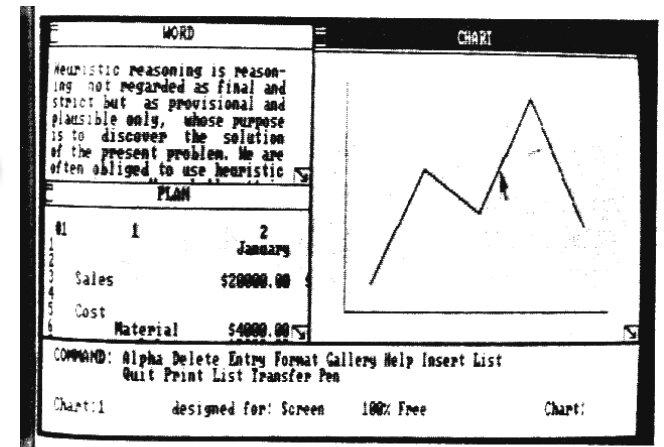 WORD
Heuristic reasoning is reason-
ing not regarded as final and
strict but as provisional and
plausible only, whose purpose
is to discover the solution
of the present problem. We are
often obliged to use heuristic
PLAN
#1 1 2
1 January
2
3 Sales $20000.00 $
4
5 Cost
6 Material $4000.00
CHART
COMMAND: Alpha Delete Entry Format Gallery Help Insert List
Quit Print List Transfer Pen
Chart:1 designed for: Screen 100% Free Chart: